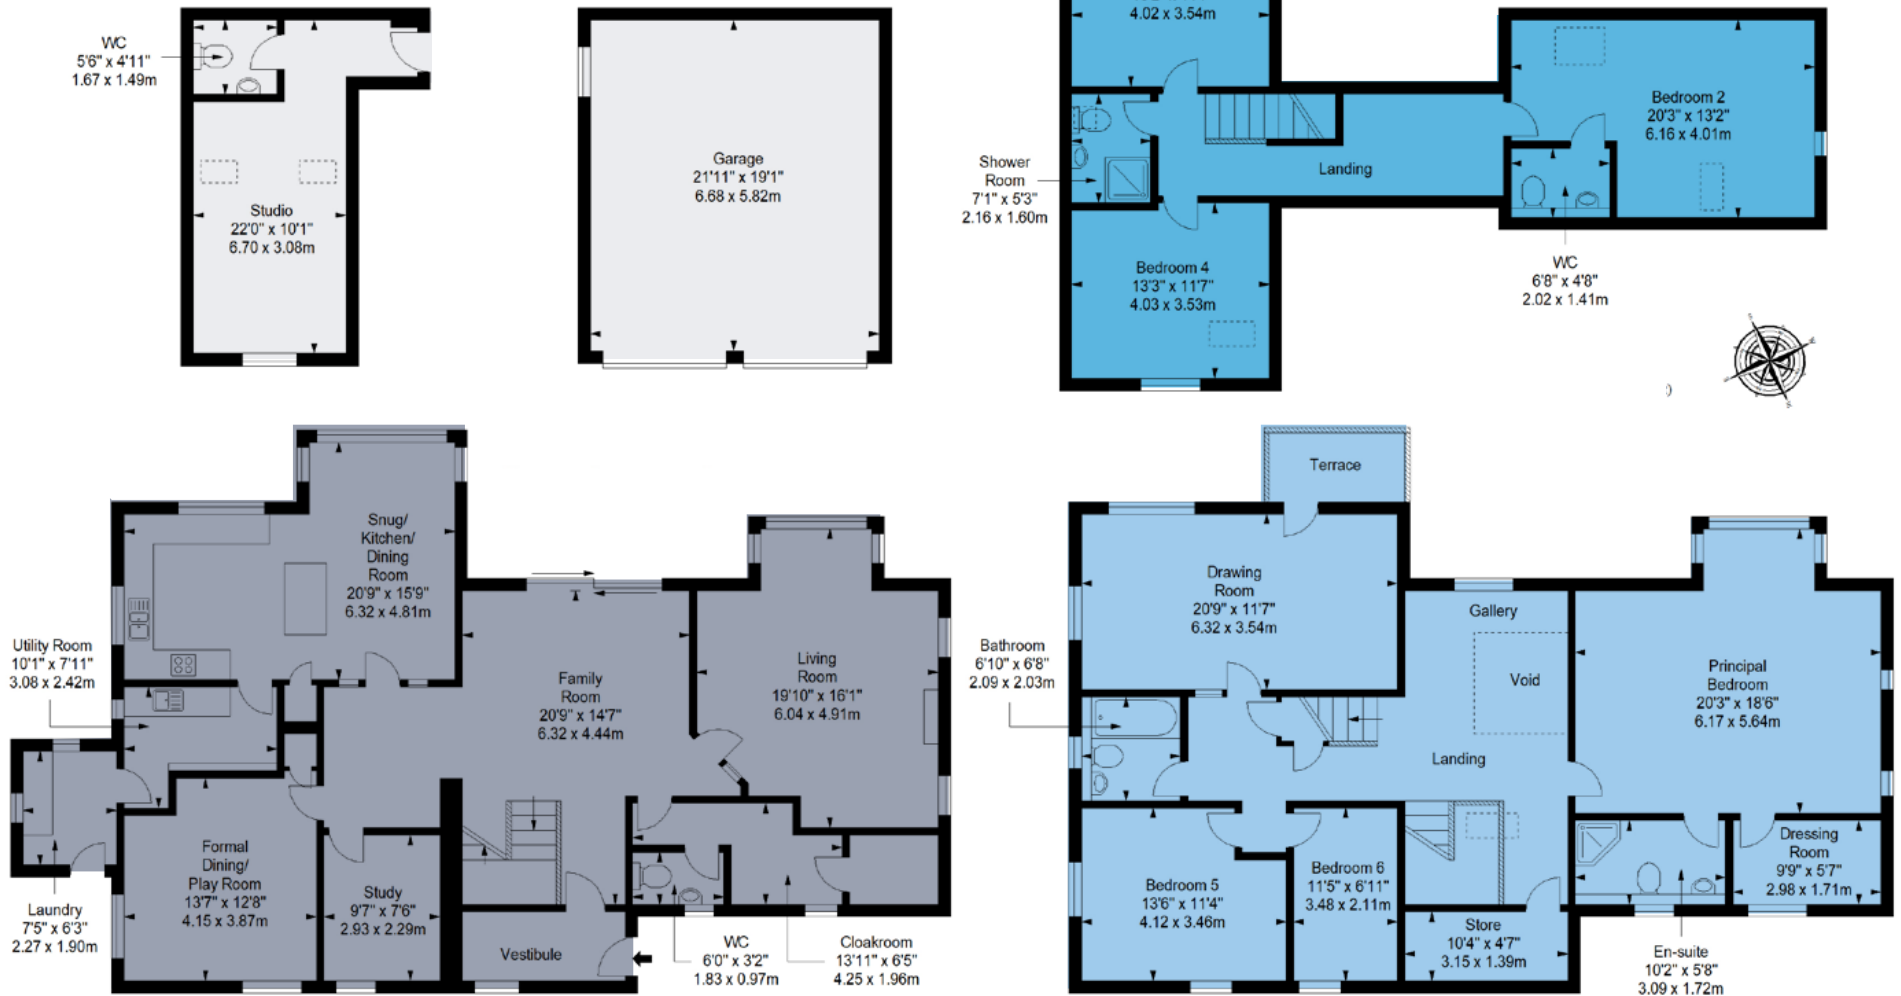 WC
5'6" x 4'11"
1.67 x 1.49m
Studio
22'0" x 10'1"
6.70 x 3.08m
Garage
21'11" x 19'1"
6.68 x 5.82m
4.02 x 3.54m
Shower
Room
7'1" x 5'3"
2.16 x 1.60m
Landing
Bedroom 2
20'3" x 13'2"
6.16 x 4.01m
Bedroom 4
13'3" x 11'7"
4.03 x 3.53m
WC
6'8" x 4'8"
2.02 x 1.41m
Snug/
Kitchen/
Dining
Room
20'9" x 15'9"
6.32 x 4.81m
Utility Room
10'1" x 7'11"
3.08 x 2.42m
Family
Room
20'9" x 14'7"
6.32 x 4.44m
Living
Room
19'10" x 16'1"
6.04 x 4.91m
Formal
Dining/
Play Room
13'7" x 12'8"
4.15 x 3.87m
Study
9'7" x 7'6"
2.93 x 2.29m
Laundry
7'5" x 6'3"
2.27 x 1.90m
Vestibule
WC
6'0" x 3'2"
1.83 x 0.97m
Cloakroom
13'11" x 6'5"
4.25 x 1.96m
Terrace
Drawing
Room
20'9" x 11'7"
6.32 x 3.54m
Gallery
Void
Bathroom
6'10" x 6'8"
2.09 x 2.03m
Principal
Bedroom
20'3" x 18'6"
6.17 x 5.64m
Landing
Bedroom 5
13'6" x 11'4"
4.12 x 3.46m
Bedroom 6
11'5" x 6'11"
3.48 x 2.11m
Store
10'4" x 4'7"
3.15 x 1.39m
Dressing
Room
9'9" x 5'7"
2.98 x 1.71m
En-suite
10'2" x 5'8"
3.09 x 1.72m